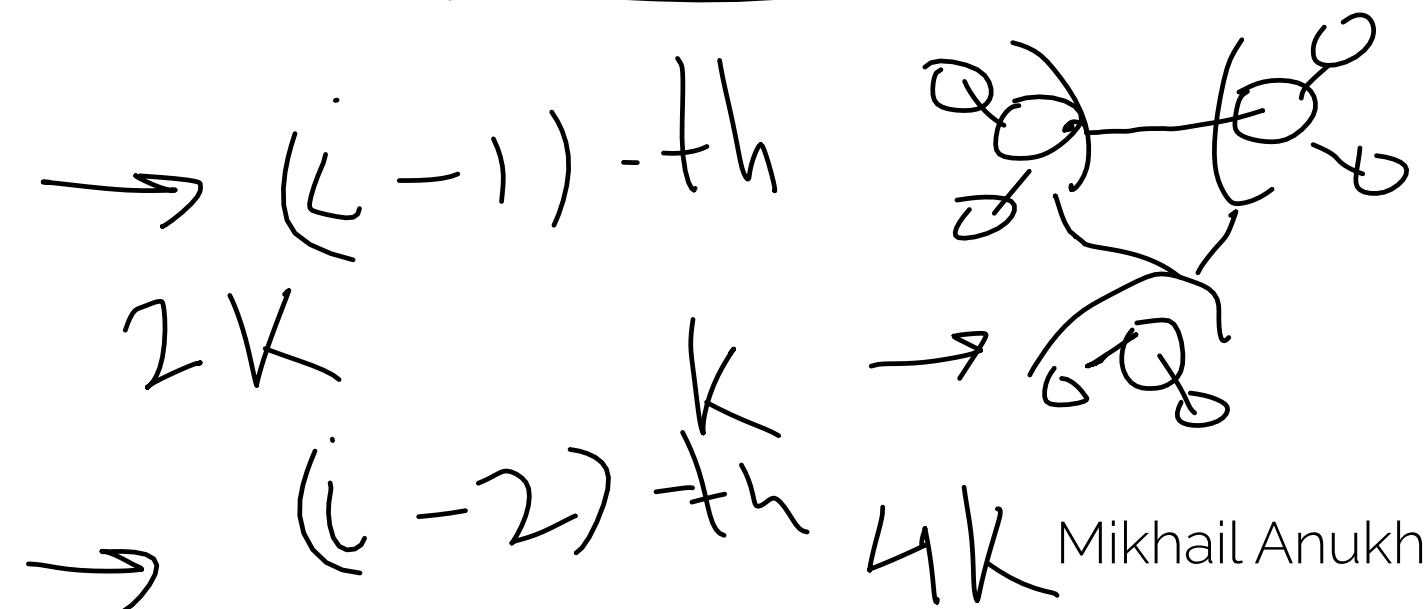 → (i-1)-th
2K
K
→ (i-2)-th
4K
Mikhail Anukh